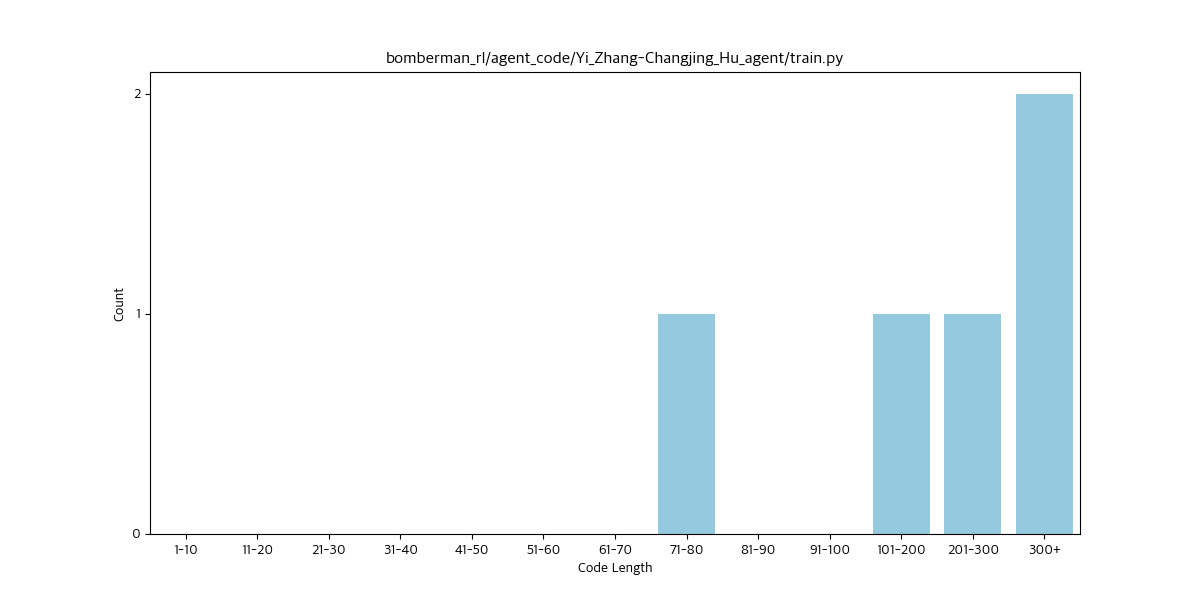 bomberman_rl/agent_code/Yi_Zhang-Changjing_Hu_agent/train.py
2
1
0
Count
1-10 11-20 21-30 31-40 41-50 51-60 61-70 71-80 81-90 91-100 101-200 201-300 300+
Code Length